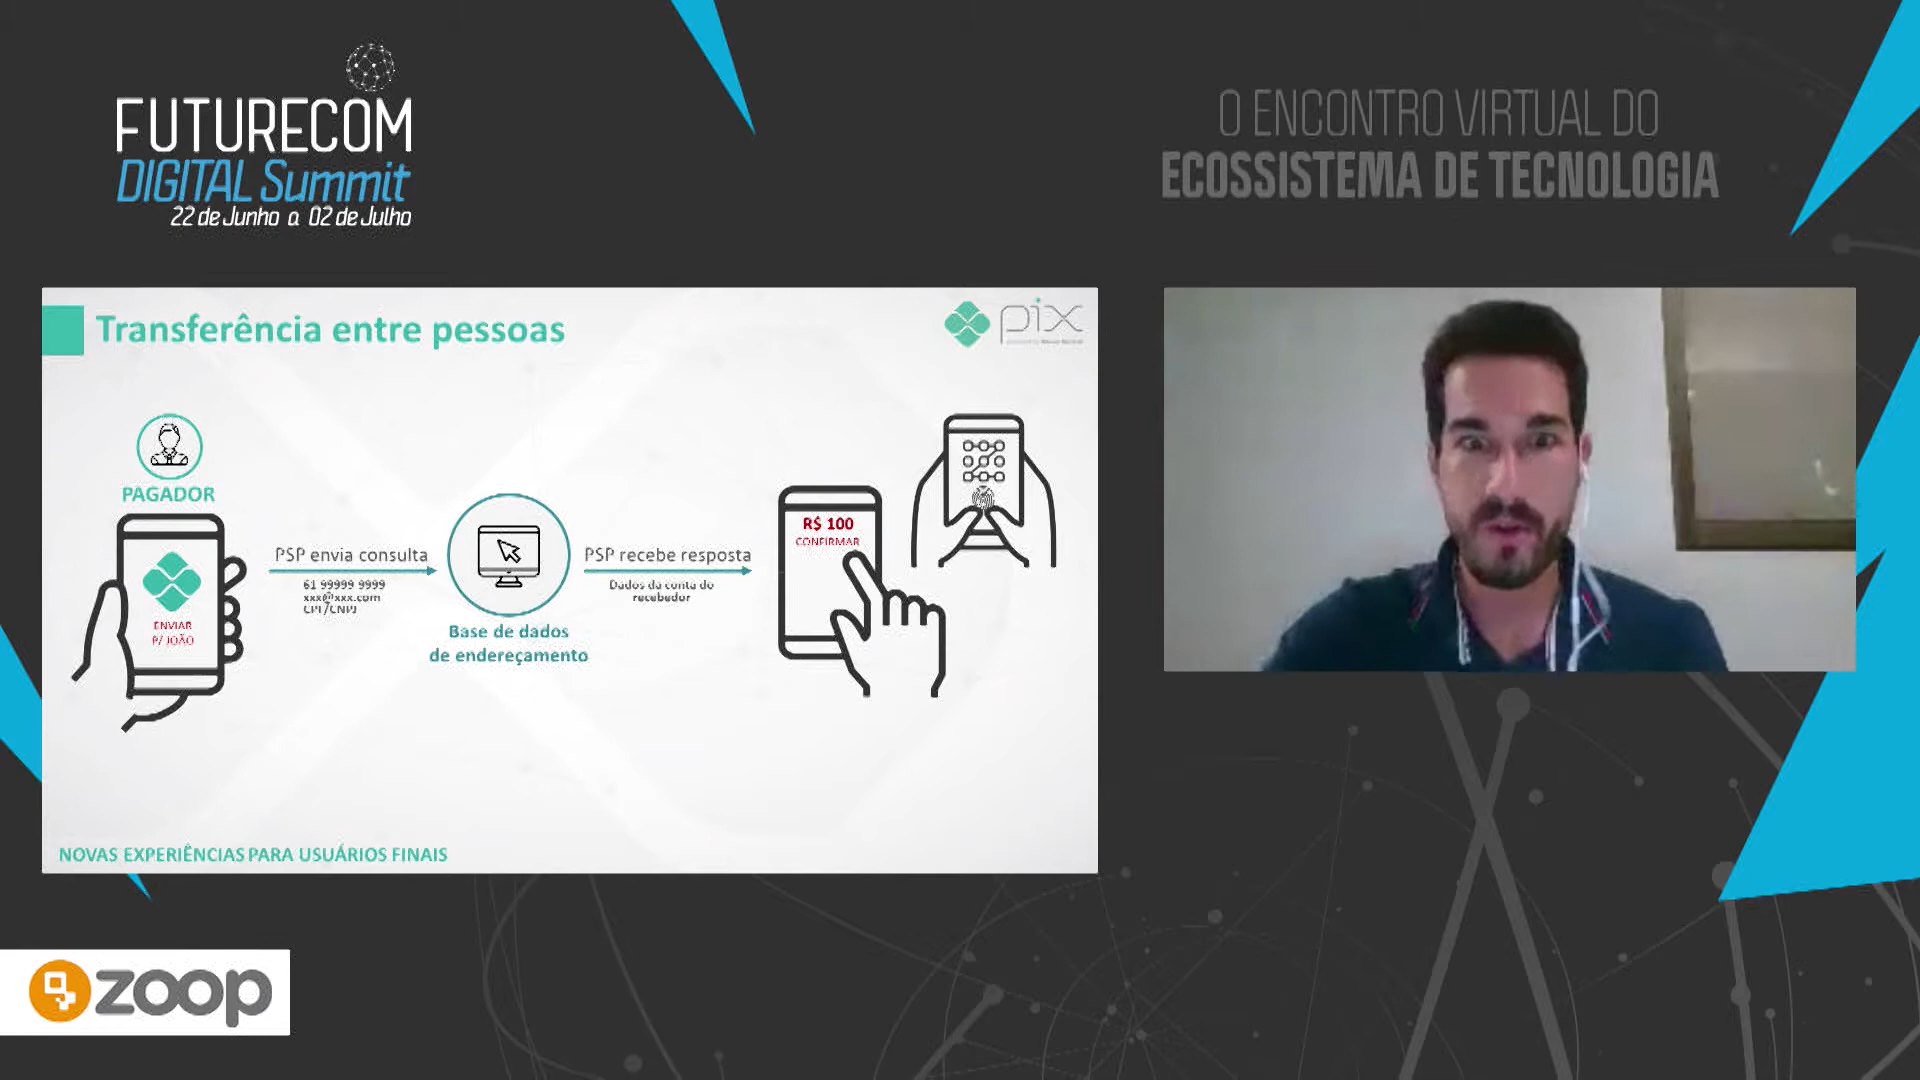 FUTURECOM
DIGITAL Summit
22 de Junho a 02 de Julho
O ENCONTRO VIRTUAL DO
ECOSSISTEMA DE TECNOLOGIA
Transferência entre pessoas
pix
PAGADOR
ENVIAR
P/ JOÃO
PSP envia consulta
61 99999 9999
xxx@xxx.com
CPF/CNPJ
Base de dados
de endereçamento
PSP recebe resposta
Dados da conta do
recebedor
R$ 100
CONFIRMAR
NOVAS EXPERIÊNCIAS PARA USUÁRIOS FINAIS
zoop